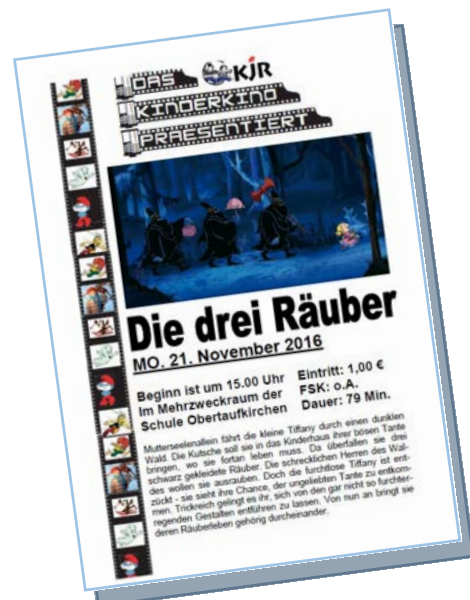 DAS KJR
KINDERKINO
PRAESENTIERT
Die drei Räuber
MO. 21. November 2016
Beginn ist um 15.00 Uhr
Im Mehrzweckraum der
Schule Obertaufkirchen
Eintritt: 1,00 €
FSK: o.A.
Dauer: 79 Min.
Mutterseelenallein fährt die kleine Tiffany durch einen dunklen
Wald. Die Kutsche soll sie in das Kinderhaus ihrer bösen Tante
bringen, wo sie fortan leben muss. Da überfallen sie drei
schwarz gekleidete Räuber. Die schrecklichen Herren des Wal-
des wollen sie ausrauben. Doch die furchtlose Tiffany ist ent-
zückt - sie sieht ihre Chance, der ungeliebten Tante zu entkom-
men. Trickreich gelingt es ihr, sich von den gar nicht so furchter-
regenden Gestalten entführen zu lassen. Von nun an bringt sie
deren Räuberleben gehörig durcheinander.